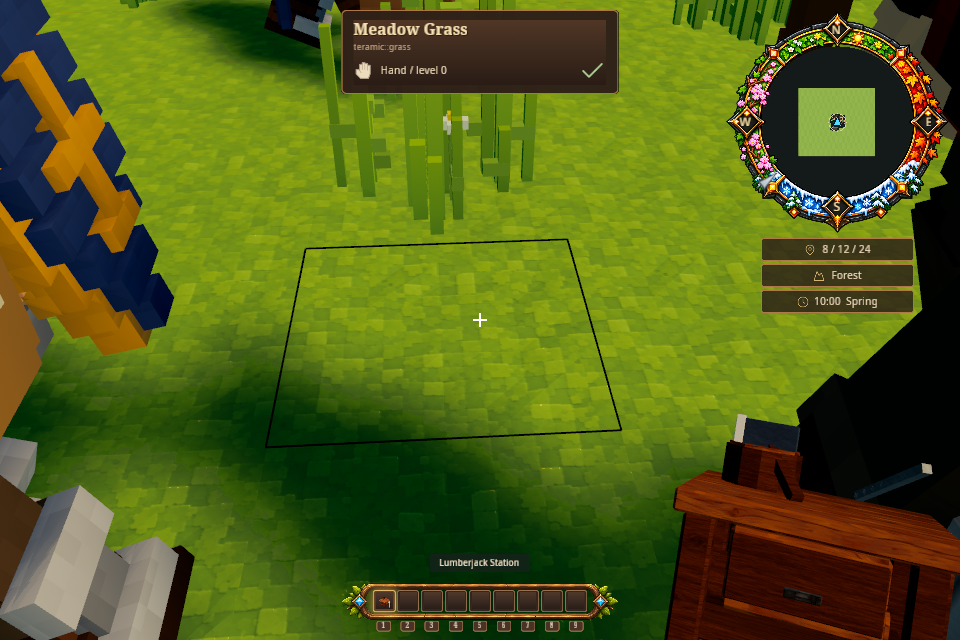 Meadow Grass
teramic:grass
Hand / level 0
N
W
E
S
8 / 12 / 24
Forest
10:00 Spring
Lumberjack Station
1 2 3 4 5 6 7 8 9